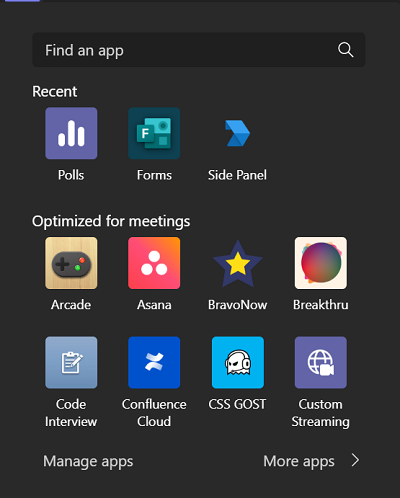 Find an app
Recent
F
Polls Forms Side Panel
Optimized for meetings
Arcade Asana BravoNow Breakthru
Code Confluence CSS GOST Custom
Interview Cloud Streaming
Manage apps More apps